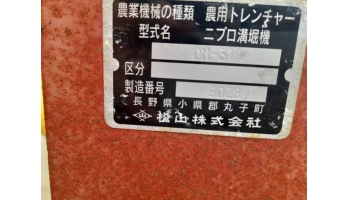 農業機械の種類 農用トレンチャー
型式名 ニプロ溝掘機
区分
製造番号
長野県小県郡丸子町
松山株式会社